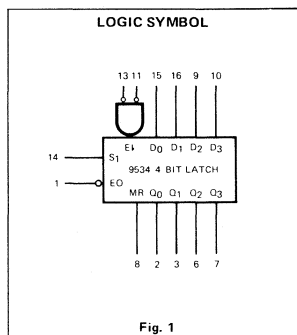 LOGIC SYMBOL
13 11 15 16 9 10
E↓ D0 D1 D2 D3
14 S1
9534 4 BIT LATCH
1 EO
MR Q0 Q1 Q2 Q3
8 2 3 6 7
Fig. 1